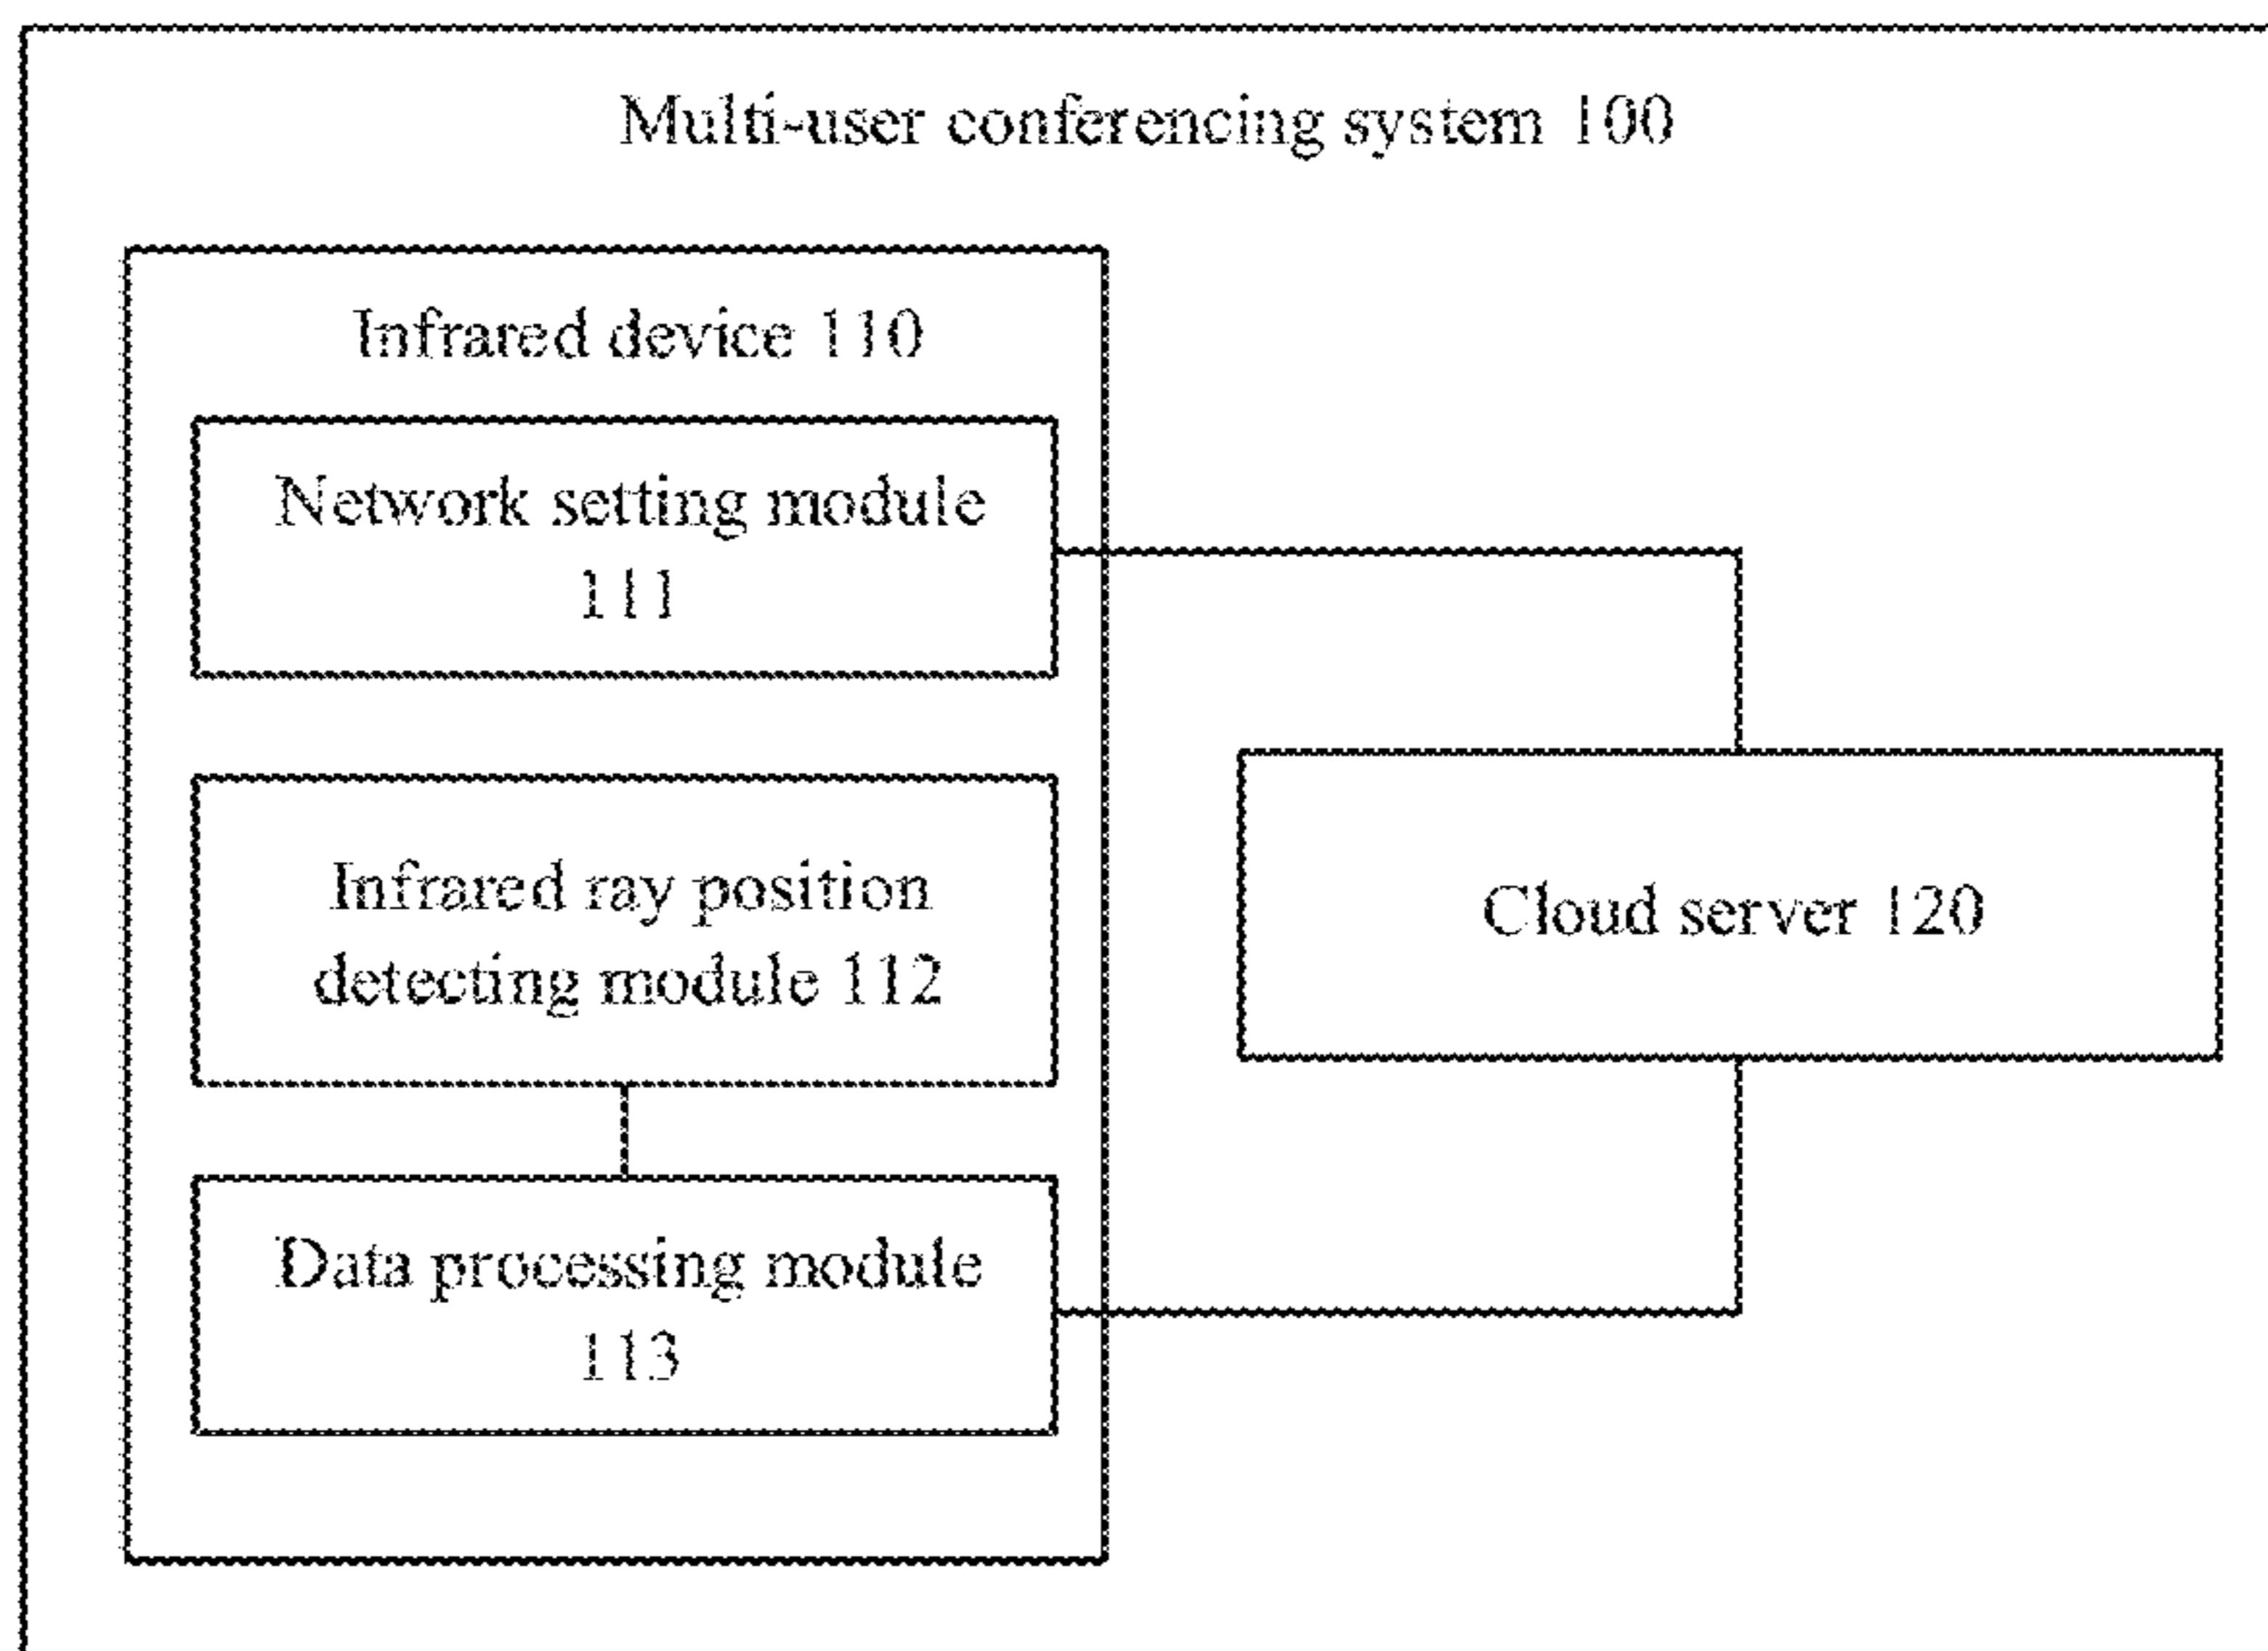 Multi-user conferencing system 100
Infrared device 110
Network setting module
111
Infrared ray position
detecting module 112
Data processing module
113
Cloud server 120